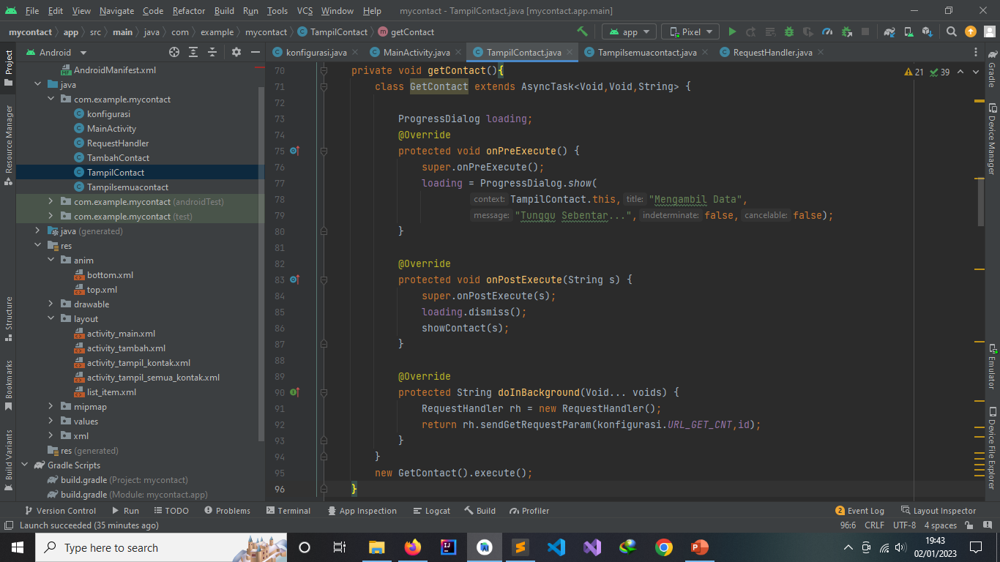 File Edit View Navigate Code Refactor Build Run Tools VCS Window Help mycontact - TampilContact.java [mycontact.app.main]
mycontact app src main java com example mycontact TampilContact getContact app Pixel
Project
Android
konfigurasi.java MainActivity.java TampilContact.java Tampilsemuacontact.java RequestHandler.java
AndroidManifest.xml
java
com.example.mycontact
konfigurasi
MainActivity
RequestHandler
TambahContact
TampilContact
Tampilsemuacontact
com.example.mycontact (androidTest)
com.example.mycontact (test)
java (generated)
res
anim
bottom.xml
top.xml
drawable
layout
activity_main.xml
activity_tambah.xml
activity_tampil_kontak.xml
activity_tampil_semua_kontak.xml
list_item.xml
mipmap
values
xml
res (generated)
Gradle Scripts
build.gradle (Project: mycontact)
build.gradle (Module: mycontact.app)
Resource Manager
Structure
Bookmarks
Build Variants
21 39
70 private void getContact(){
71 class GetContact extends AsyncTask<Void,Void,String> {
72
73 ProgressDialog loading;
74 @Override
75 protected void onPreExecute() {
76 super.onPreExecute();
77 loading = ProgressDialog.show(
78 context: TampilContact.this, title: "Mengambil Data",
79 message: "Tunggu Sebentar...", indeterminate: false, cancelable: false);
80 }
81
82 @Override
83 protected void onPostExecute(String s) {
84 super.onPostExecute(s);
85 loading.dismiss();
86 showContact(s);
87 }
88
89 @Override
90 protected String doInBackground(Void... voids) {
91 RequestHandler rh = new RequestHandler();
92 return rh.sendGetRequestParam(konfigurasi.URL_GET_CNT,id);
93 }
94 }
95 new GetContact().execute();
96 }
Gradle
Device Manager
Emulator
Device File Explorer
Version Control Run TODO Problems Terminal App Inspection Logcat Build Profiler 2 Event Log Layout Inspector
Launch succeeded (35 minutes ago) 96:6 CRLF UTF-8 4 spaces
Type here to search
19:43
02/01/2023